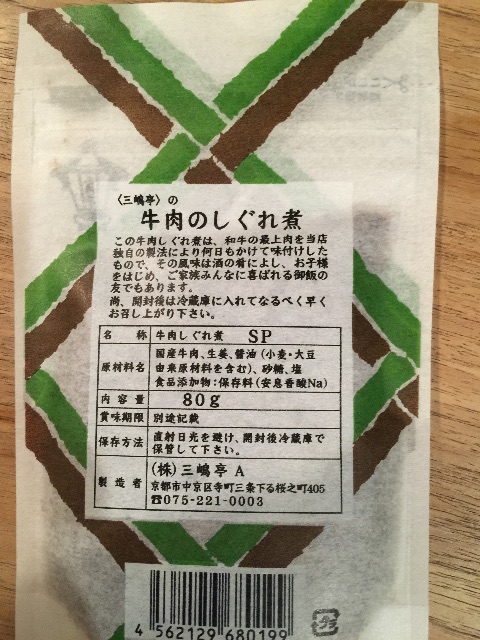 〈三嶋亭〉の
牛肉のしぐれ煮
この牛肉しぐれ煮は、和牛の最上肉を当店
独自の製法により何日もかけて味付けした
もので、その風味は酒の肴によし、お子様
をはじめ、ご家族みんなに喜ばれる御飯の
友でもあります。
尚、開封後は冷蔵庫に入れてなるべく早く
お召し上がり下さい。
名 称 牛肉しぐれ煮 SP
原材料名 国産牛肉、生姜、醤油(小麦・大豆
由来原材料を含む)、砂糖、塩
食品添加物:保存料(安息香酸Na)
内容量 80g
賞味期限 別途記載
保存方法 直射日光を避け、開封後冷蔵庫で
保管して下さい。
製造者 (株)三嶋亭 A
京都市中京区寺町三条下る桜之町405
☎075-221-0003
4 562129 680199
プラ